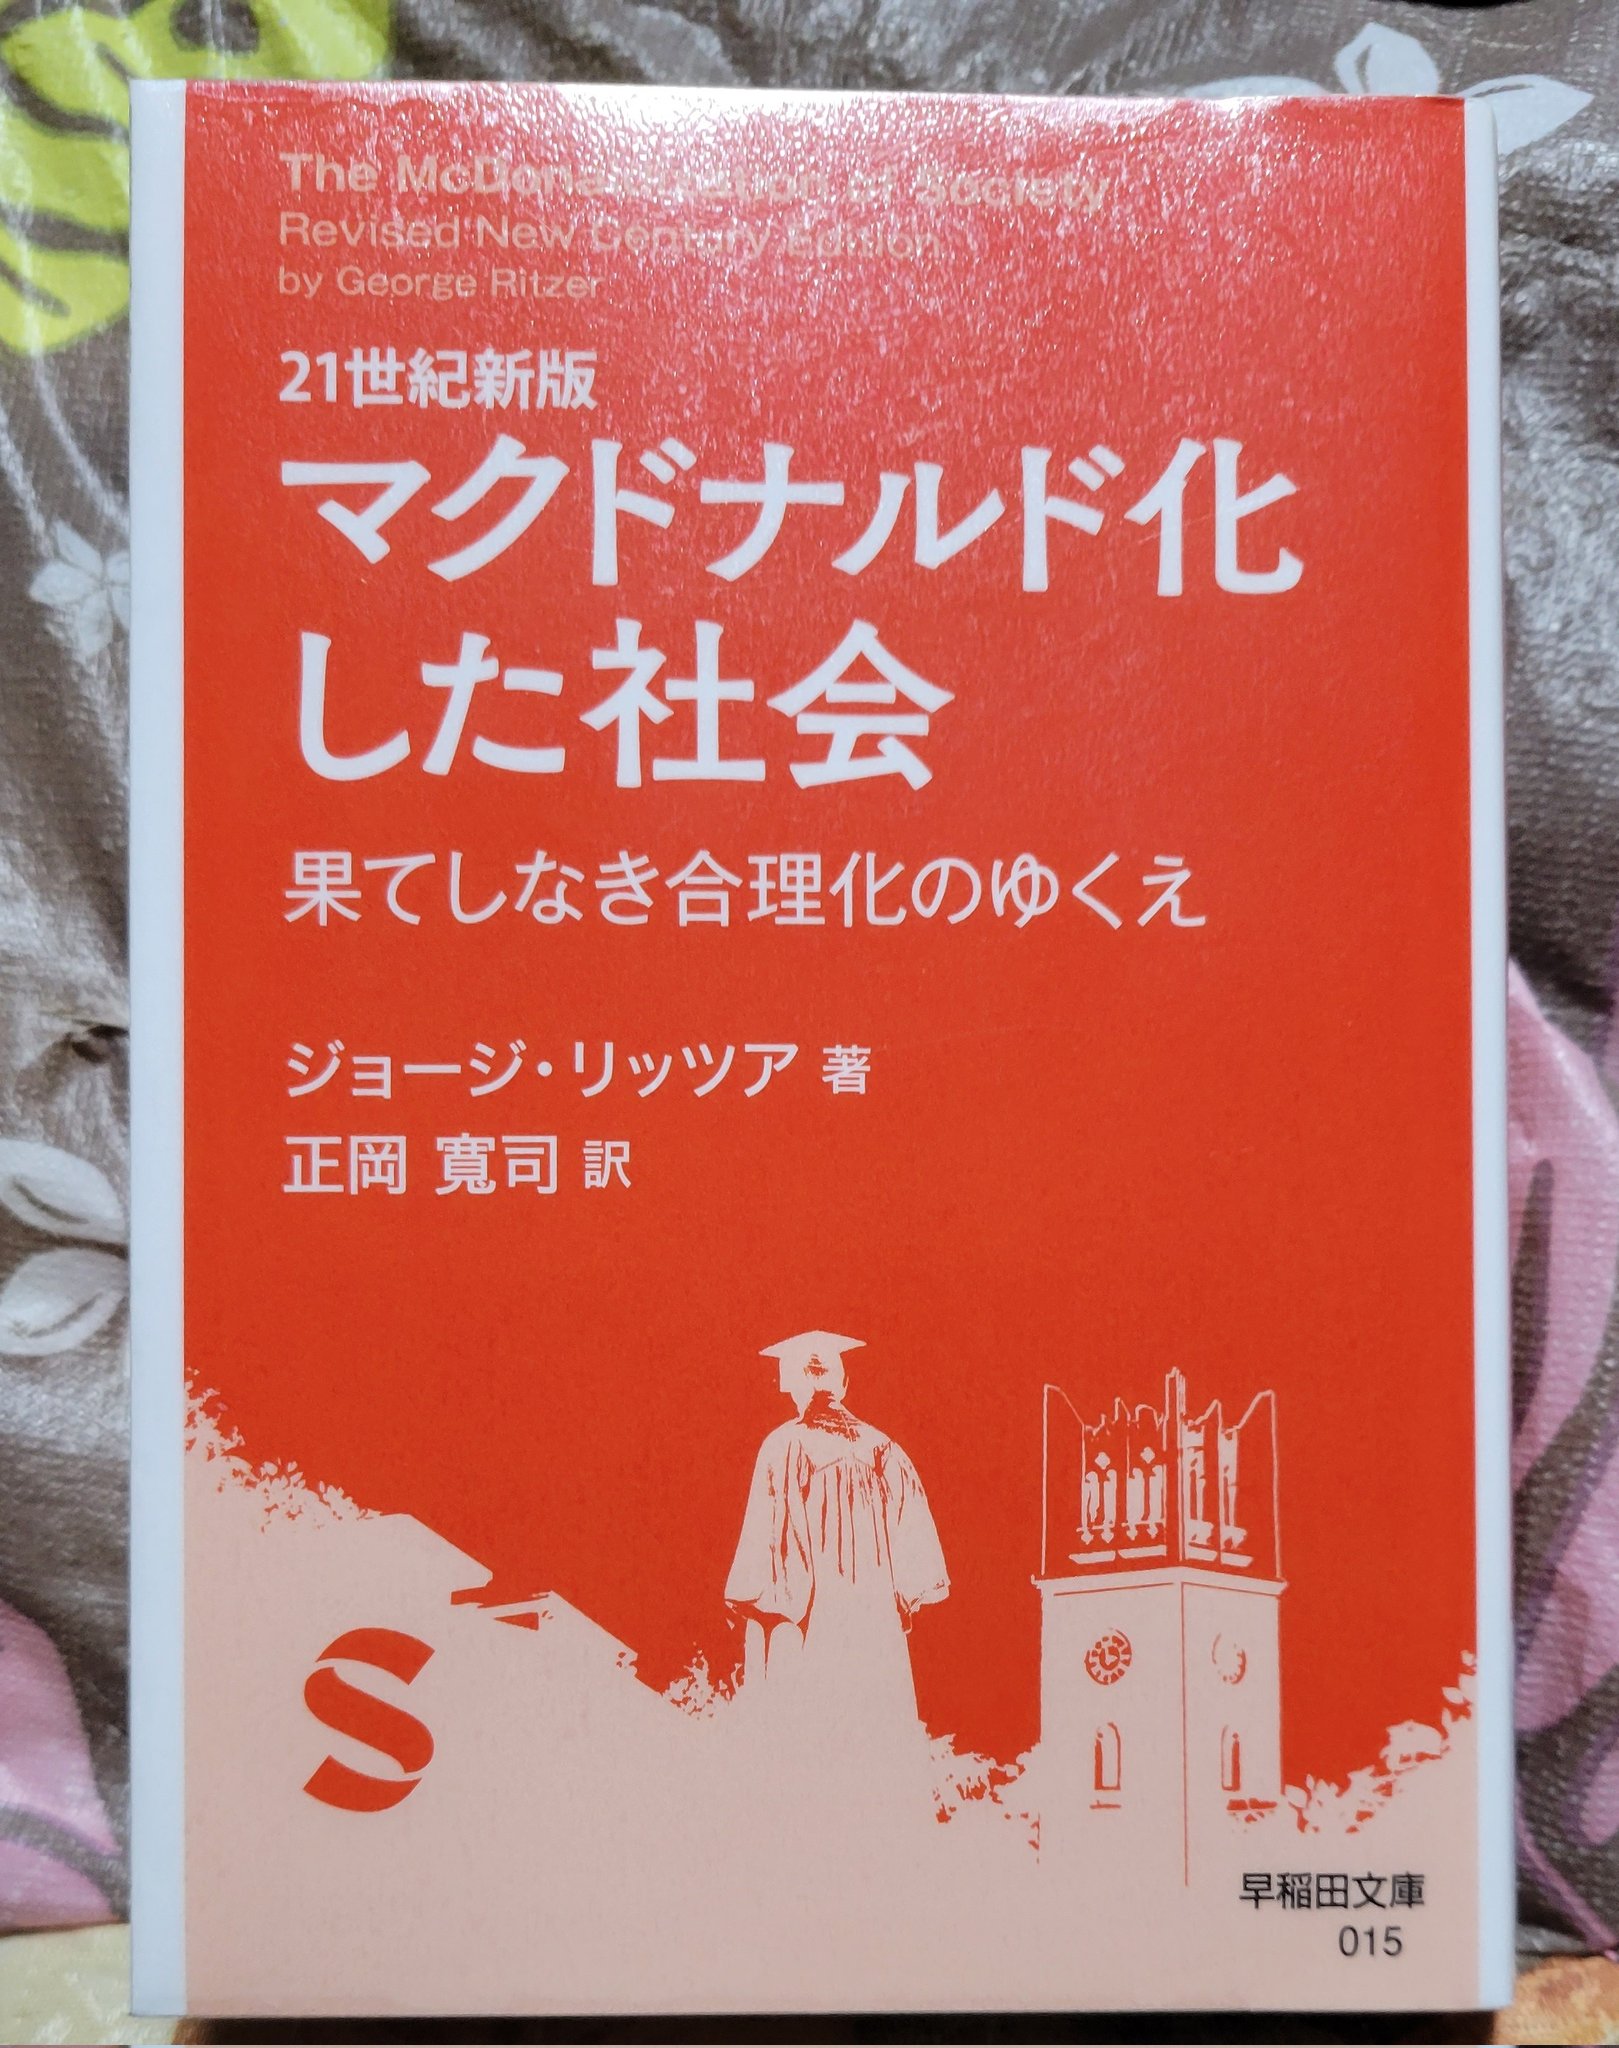 The McDonaldization of Society
Revised New Century Edition
by George Ritzer
21世紀新版
マクドナルド化
した社会
果てしなき合理化のゆくえ
ジョージ・リッツア 著
正岡 寛司 訳
S
早稲田文庫
015